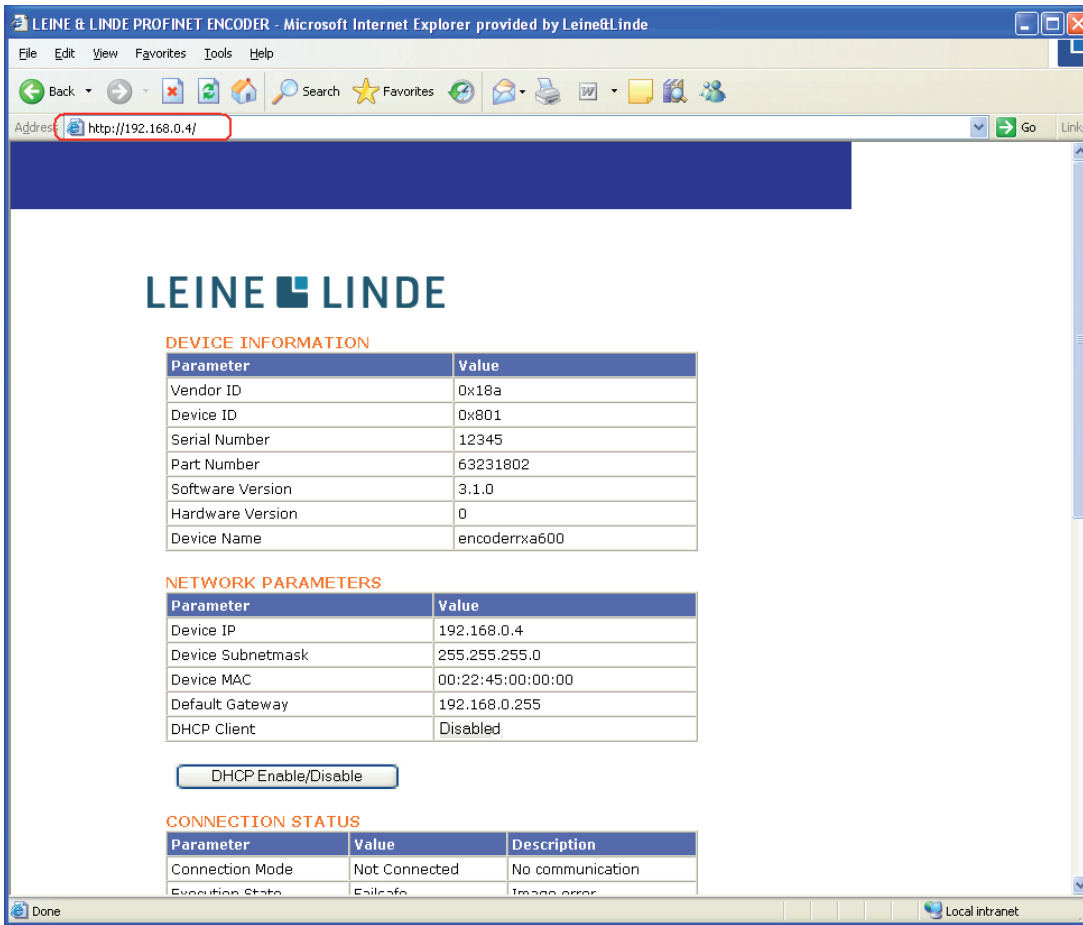 LEINE & LINDE PROFINET ENCODER - Microsoft Internet Explorer provided by Leine&Linde
File Edit View Favorites Tools Help
Back Search Favorites
Address http://192.168.0.4/ Go Links
LEINE LINDE
DEVICE INFORMATION
Parameter Value
Vendor ID 0x18a
Device ID 0x801
Serial Number 12345
Part Number 63231802
Software Version 3.1.0
Hardware Version 0
Device Name encoderrxa600
NETWORK PARAMETERS
Parameter Value
Device IP 192.168.0.4
Device Subnetmask 255.255.255.0
Device MAC 00:22:45:00:00:00
Default Gateway 192.168.0.255
DHCP Client Disabled
DHCP Enable/Disable
CONNECTION STATUS
Parameter Value Description
Connection Mode Not Connected No communication
Execution State Failsafe Image error
Done Local intranet